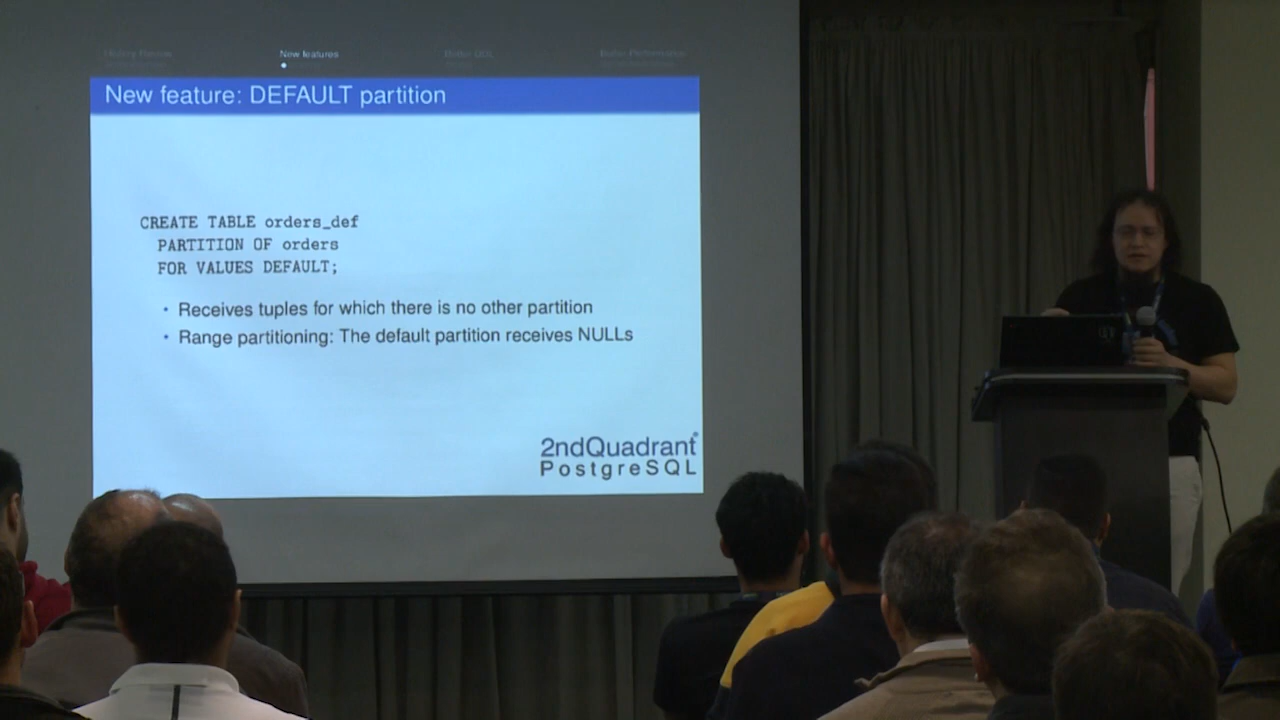 New features
New feature: DEFAULT partition
CREATE TABLE orders_def
PARTITION OF orders
FOR VALUES DEFAULT;
• Receives tuples for which there is no other partition
• Range partitioning: The default partition receives NULLs
2ndQuadrant
PostgreSQL